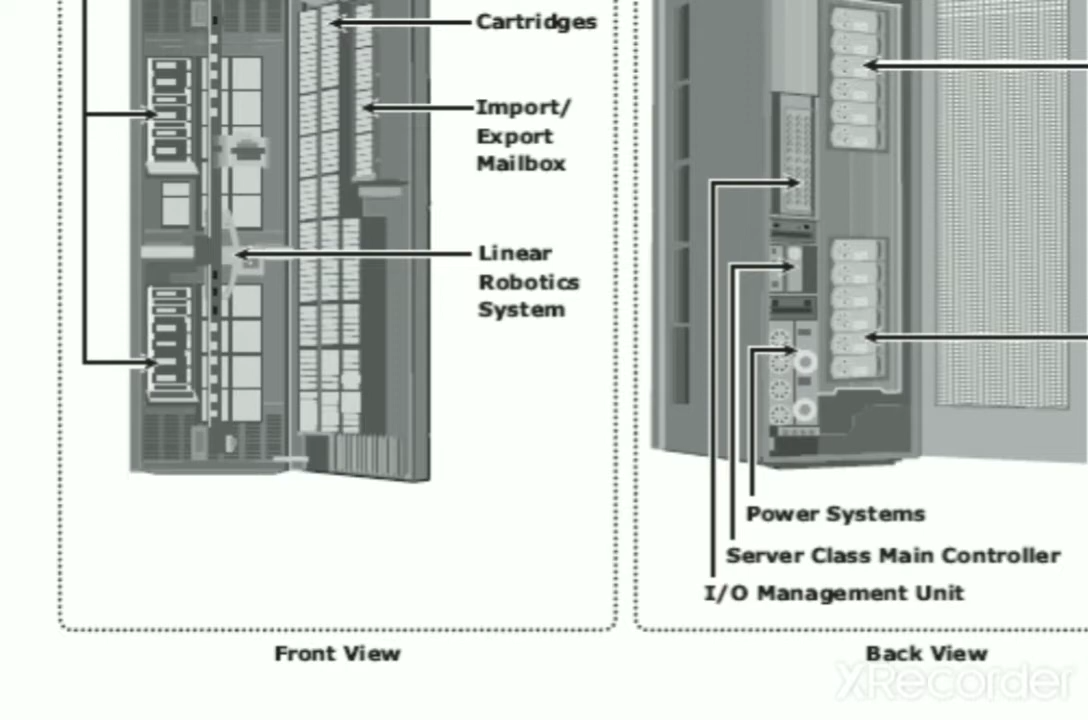 Cartridges
Import/
Export
Mailbox
Linear
Robotics
System
Front View
Power Systems
Server Class Main Controller
I/O Management Unit
Back View
XRecorder